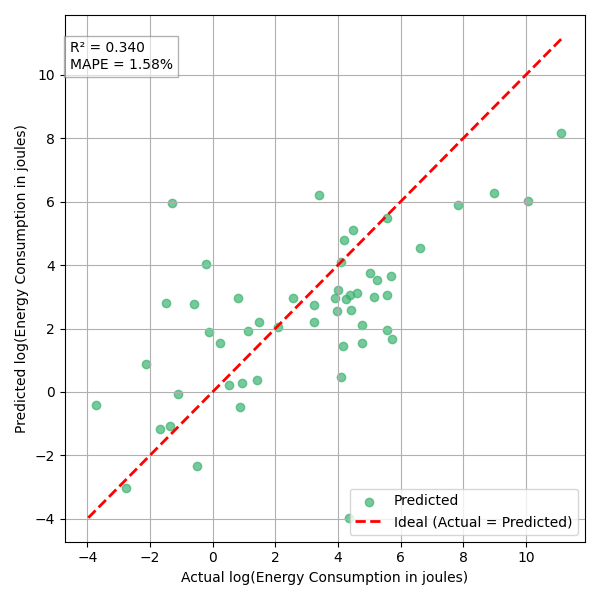 R² = 0.340
MAPE = 1.58%
10
8
6
4
2
0
−2
−4
Predicted log(Energy Consumption in joules)
Predicted
Ideal (Actual = Predicted)
−4 −2 0 2 4 6 8 10
Actual log(Energy Consumption in joules)